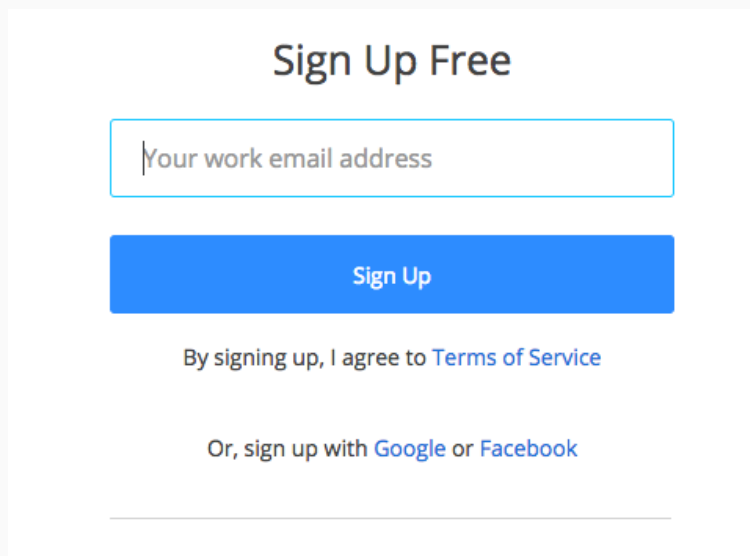 Sign Up Free
Your work email address
Sign Up
By signing up, I agree to Terms of Service
Or, sign up with Google or Facebook